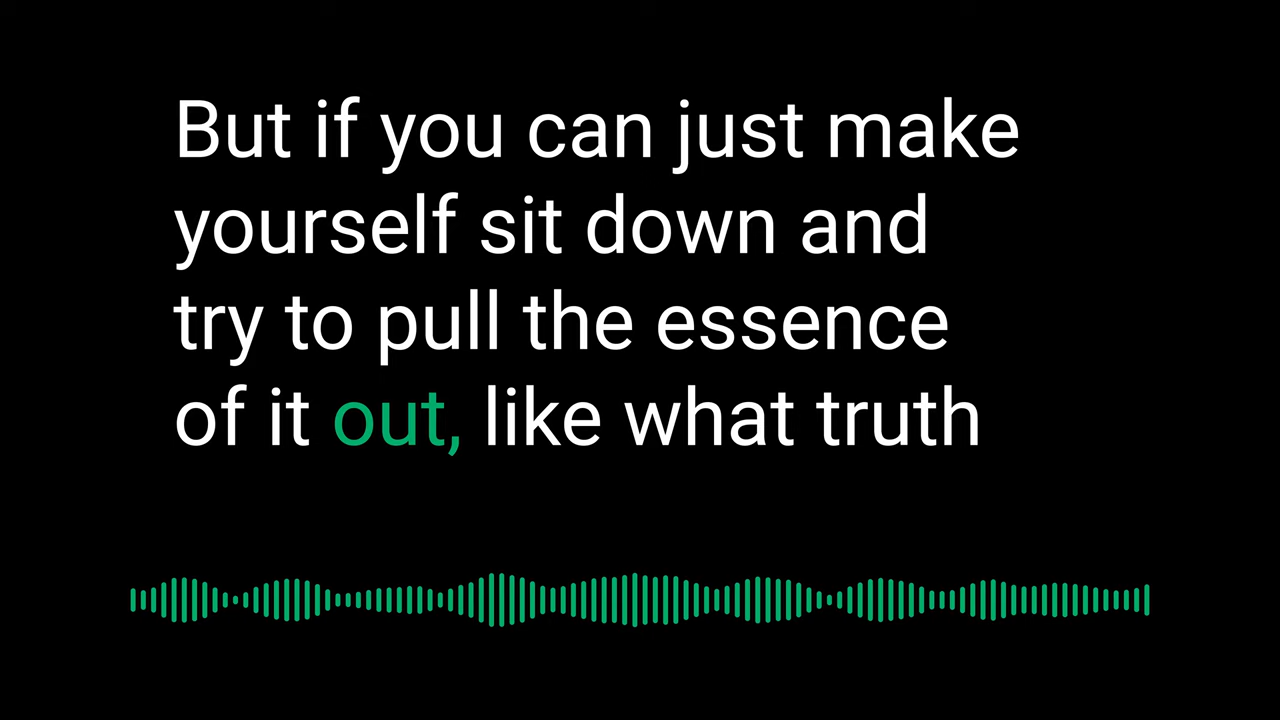 But if you can just make
yourself sit down and
try to pull the essence
of it out, like what truth